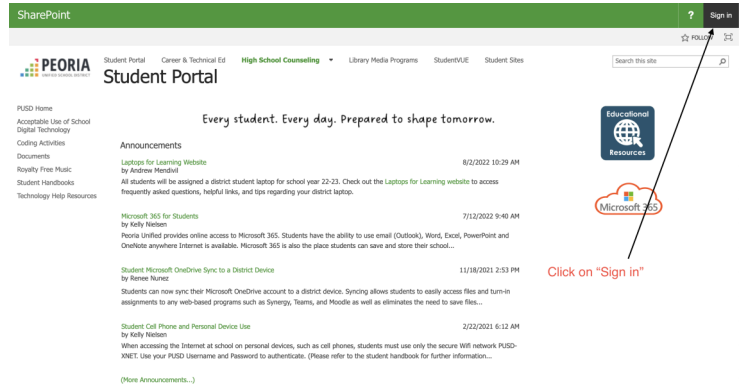 SharePoint
? Sign in
FOLLOW
PEORIA
UNIFIED SCHOOL DISTRICT
Student Portal Career & Technical Ed High School Counseling Library Media Programs StudentVUE Student Sites
Search this site
Student Portal
PUSD Home
Acceptable Use of School
Digital Technology
Coding Activities
Documents
Royalty Free Music
Student Handbooks
Technology Help Resources
Every student. Every day. Prepared to shape tomorrow.
Announcements
Laptops for Learning Website 8/2/2022 10:29 AM
by Andrew Mendivil
All students will be assigned a district student laptop for school year 22-23. Check out the Laptops for Learning website to access
frequently asked questions, helpful links, and tips regarding your district laptop.
Microsoft 365 for Students 7/12/2022 9:40 AM
by Kelly Nielsen
Peoria Unified provides online access to Microsoft 365. Students have the ability to use email (Outlook), Word, Excel, PowerPoint and
OneNote anywhere Internet is available. Microsoft 365 is also the place students can save and store their school...
Student Microsoft OneDrive Sync to a District Device 11/18/2021 2:53 PM
by Renee Nunez
Students can now sync their Microsoft OneDrive account to a district device. Syncing allows students to easily access files and turn-in
assignments to any web-based programs such as Synergy, Teams, and Moodle as well as eliminates the need to save files...
Student Cell Phone and Personal Device Use 2/22/2021 6:12 AM
by Kelly Nielsen
When accessing the Internet at school on personal devices, such as cell phones, students must use only the secure Wifi network PUSD-
XNET. Use your PUSD Username and Password to authenticate. (Please refer to the student handbook for further information...
(More Announcements...)
Educational
Resources
Microsoft 365
Click on “Sign in”